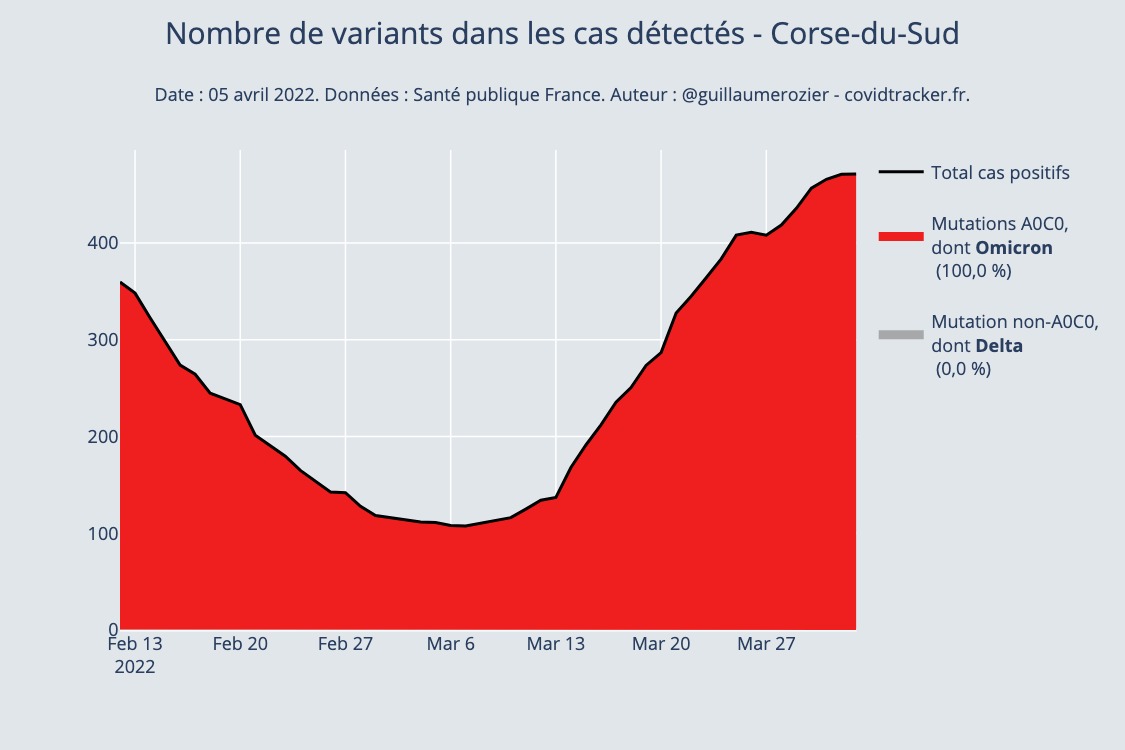 Nombre de variants dans les cas détectés - Corse-du-Sud
Date : 05 avril 2022. Données : Santé publique France. Auteur : @guillaumerozier - covidtracker.fr.
Total cas positifs
Mutations A0C0,
dont Omicron
(100,0 %)
Mutation non-A0C0,
dont Delta
(0,0 %)
400
300
200
100
0
Feb 13
2022
Feb 20
Feb 27
Mar 6
Mar 13
Mar 20
Mar 27